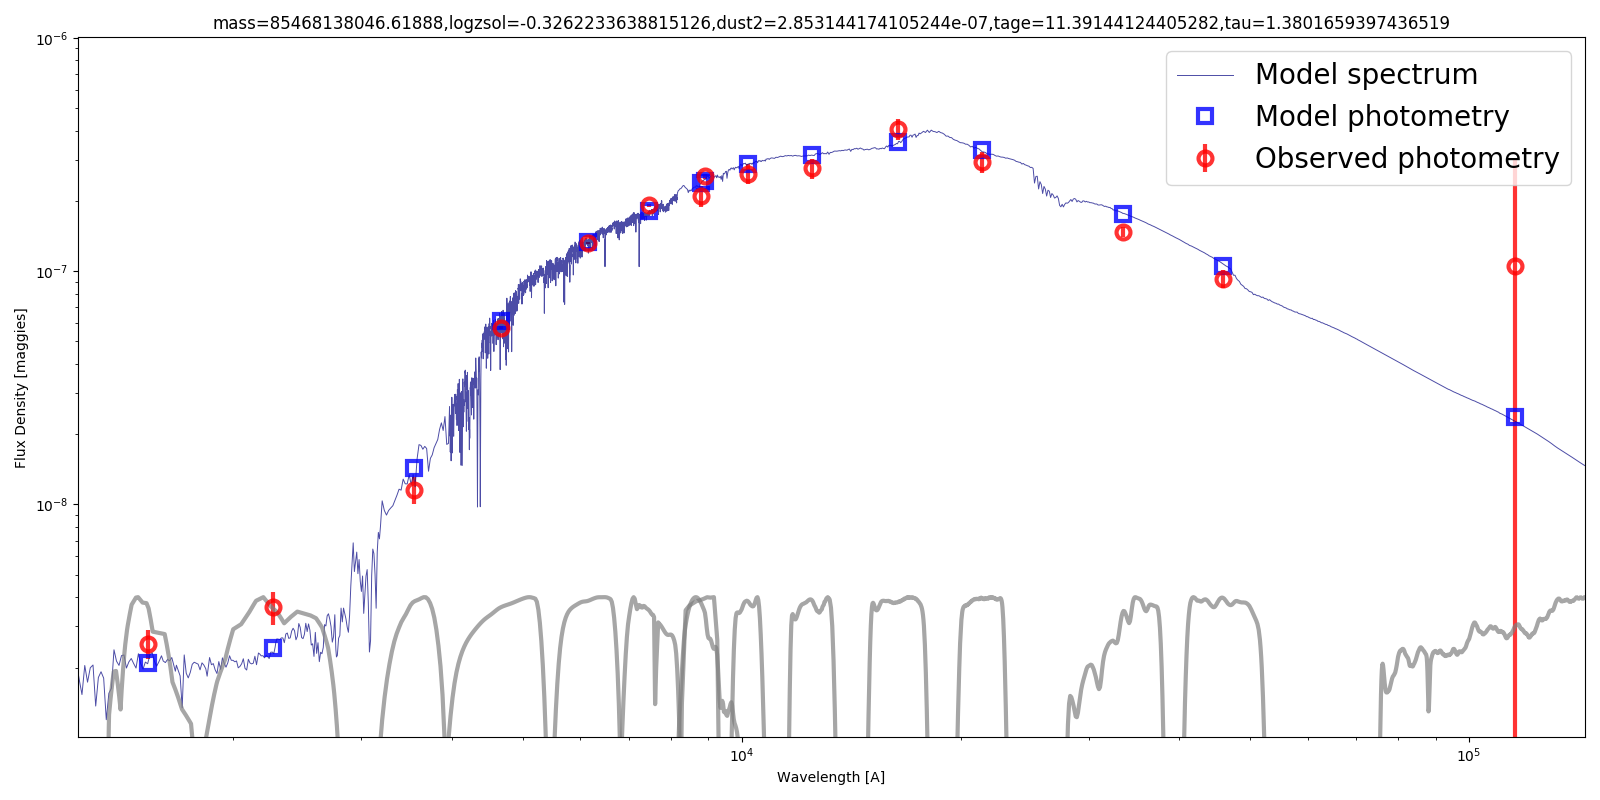 mass=85468138046.61888,logzsol=-0.3262233638815126,dust2=2.853144174105244e-07,tage=11.39144124405282,tau=1.3801659397436519
Model spectrum
Model photometry
Observed photometry
Flux Density [maggies]
10⁻⁶
10⁻⁷
10⁻⁸
10⁴
10⁵
Wavelength [A]